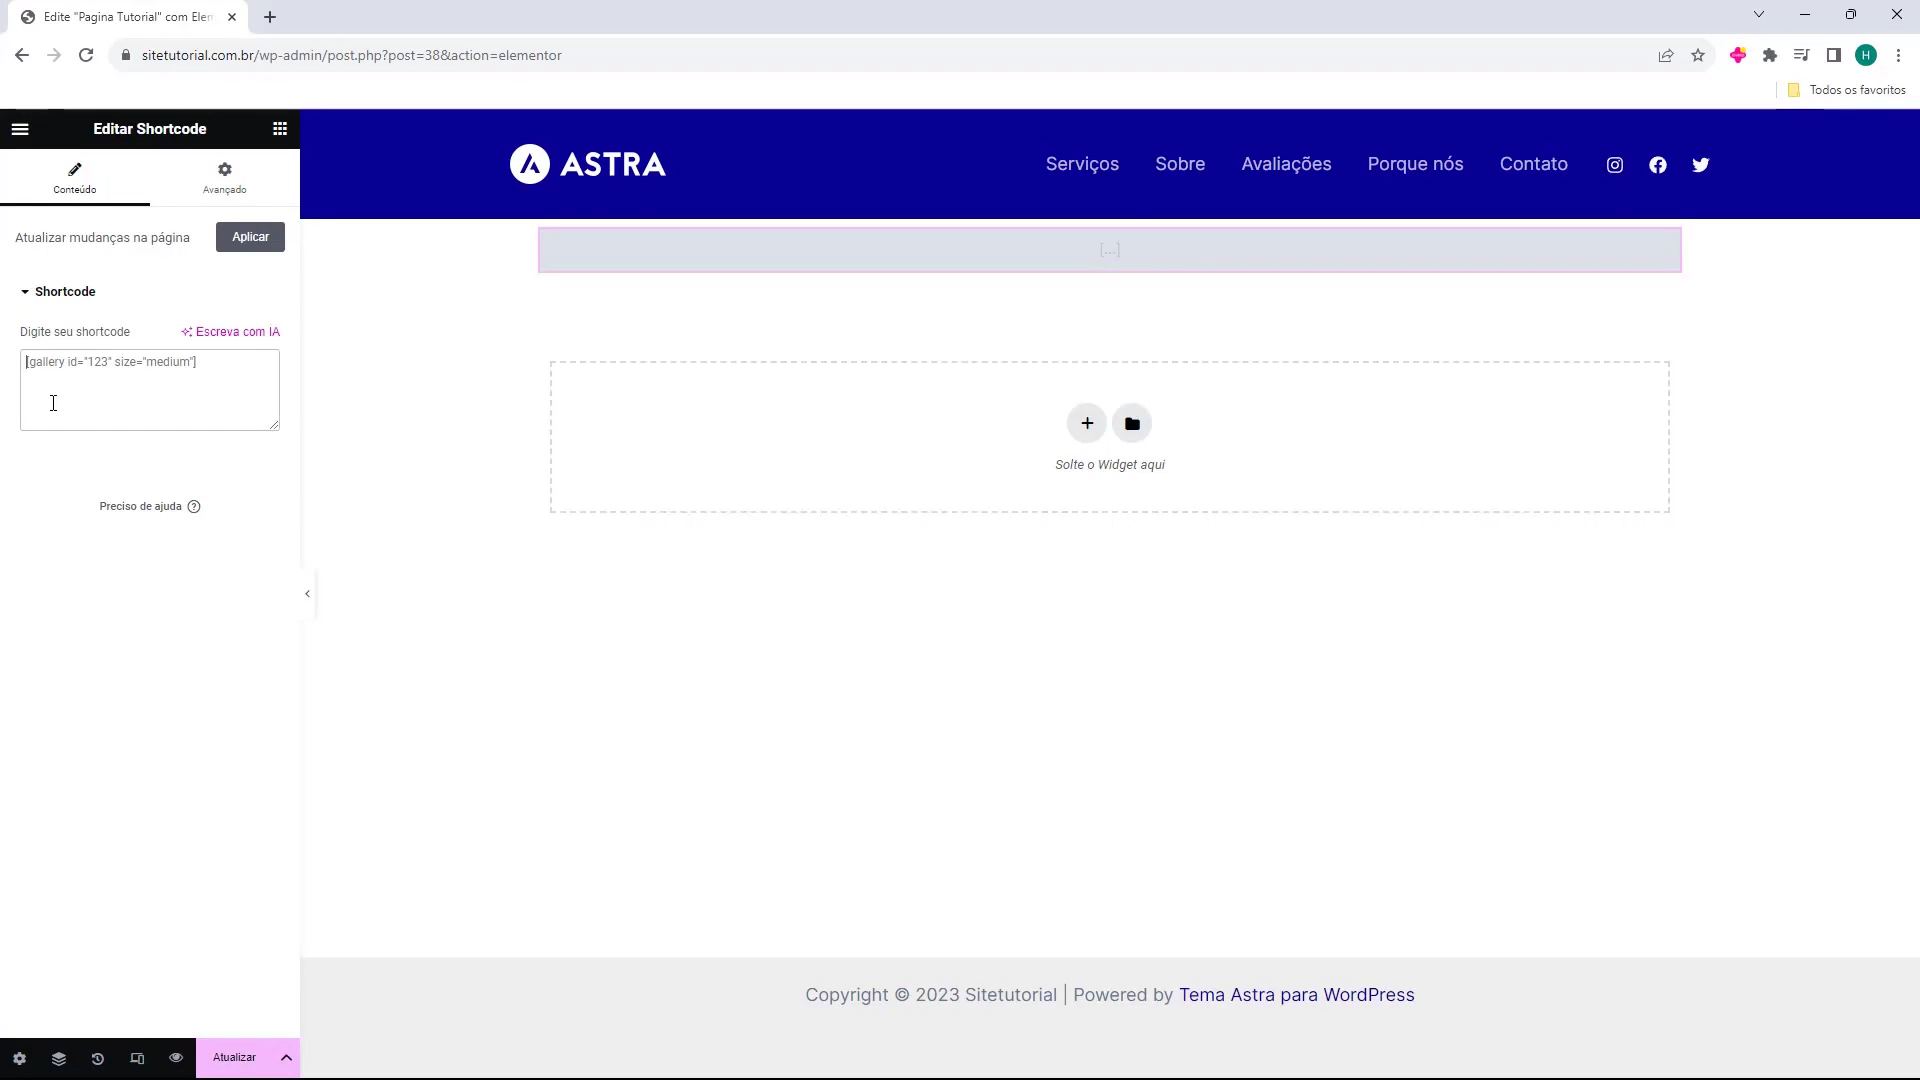 Edite "Pagina Tutorial" com Elem
sitetutorial.com.br/wp-admin/post.php?post=38&action=elementor
H
Todos os favoritos
Editar Shortcode
Conteúdo
Avançado
Atualizar mudanças na página
Aplicar
Shortcode
Digite seu shortcode
Escreva com IA
[gallery id="123" size="medium"]
Preciso de ajuda
Atualizar
ASTRA
Serviços
Sobre
Avaliações
Porque nós
Contato
[...]
Solte o Widget aqui
Copyright © 2023 Sitetutorial | Powered by Tema Astra para WordPress